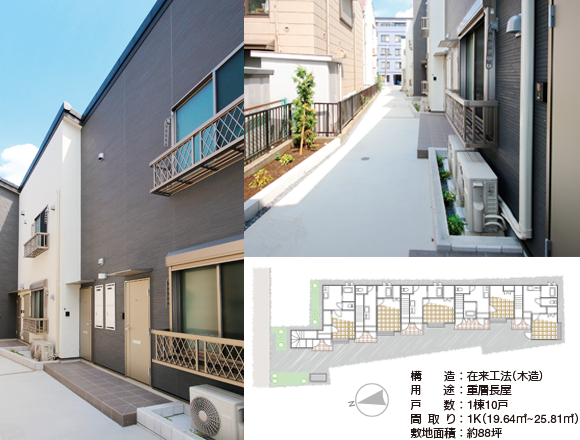 構　　造：在来工法（木造）
用　　途：重層長屋
戸　　数：1棟10戸
間 取 り：1K（19.64㎡~25.81㎡）
敷地面積：約88坪